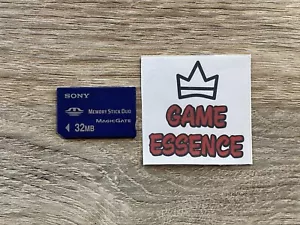 SONY
MEMORY STICK DUO
MAGICGATE
32MB
GAME
ESSENCE